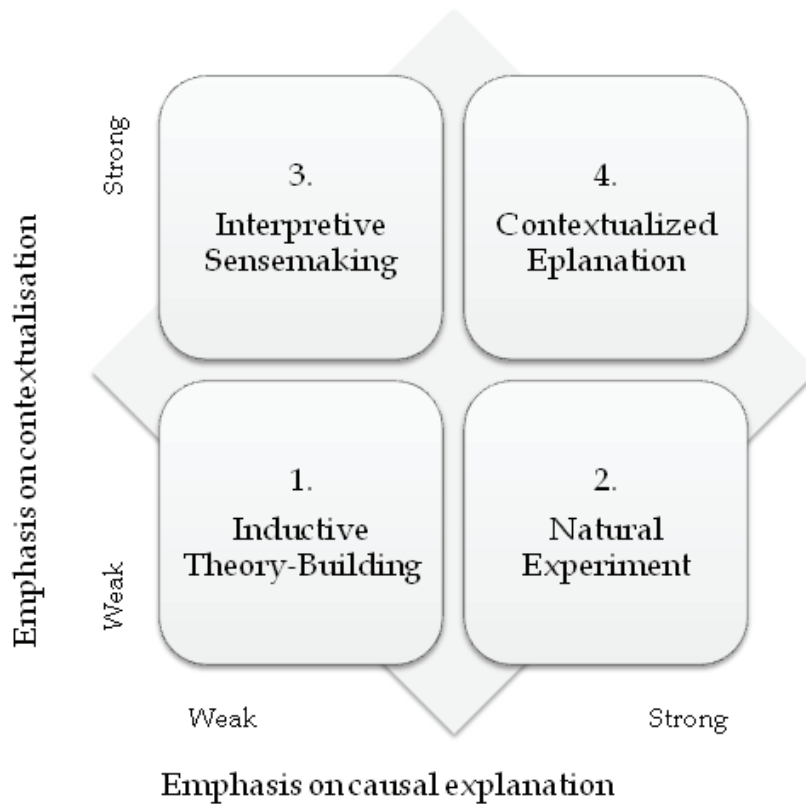 Emphasis on contextualisation
Strong
Weak
3.
Interpretive
Sensemaking
4.
Contextualized
Eplanation
1.
Inductive
Theory-Building
2.
Natural
Experiment
Weak
Strong
Emphasis on causal explanation